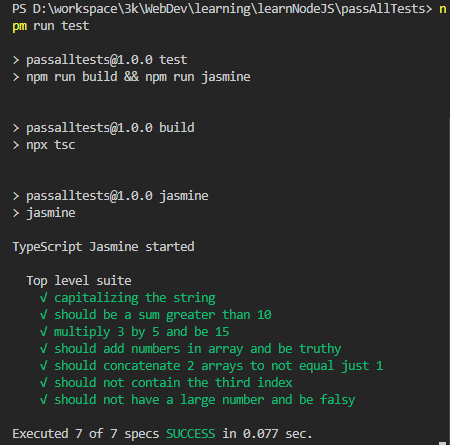 PS D:\workspace\3k\WebDev\learning\learnNodeJS\passAllTests> n
pm run test
> passalltests@1.0.0 test
> npm run build && npm run jasmine
> passalltests@1.0.0 build
> npx tsc
> passalltests@1.0.0 jasmine
> jasmine
TypeScript Jasmine started
Top level suite
√ capitalizing the string
√ should be a sum greater than 10
√ multiply 3 by 5 and be 15
√ should add numbers in array and be truthy
√ should concatenate 2 arrays to not equal just 1
√ should not contain the third index
√ should not have a large number and be falsy
Executed 7 of 7 specs SUCCESS in 0.077 sec.